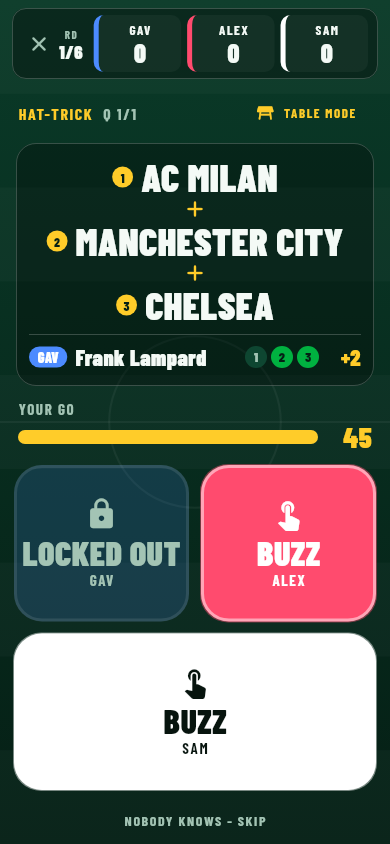 RD
1/6
GAV
0
ALEX
0
SAM
0
HAT-TRICK Q 1/1
TABLE MODE
1 AC MILAN
+
2 MANCHESTER CITY
+
3 CHELSEA
GAV Frank Lampard 1 2 3 +2
YOUR GO
45
LOCKED OUT
GAV
BUZZ
ALEX
BUZZ
SAM
NOBODY KNOWS - SKIP